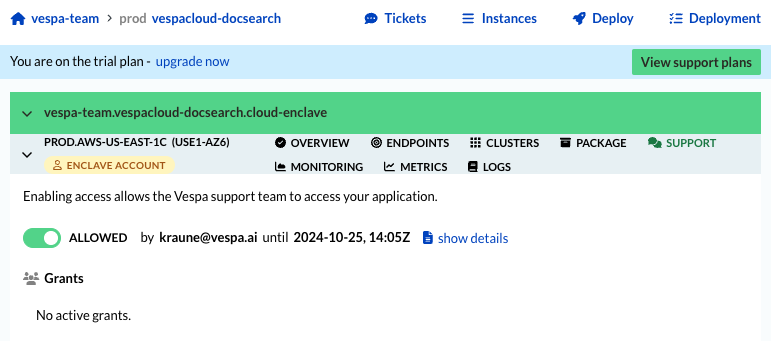 vespa-team > prod vespacloud-docsearch Tickets Instances Deploy Deployment
You are on the trial plan - upgrade now View support plans
vespa-team.vespacloud-docsearch.cloud-enclave
PROD.AWS-US-EAST-1C (USE1-AZ6) OVERVIEW ENDPOINTS CLUSTERS PACKAGE SUPPORT
ENCLAVE ACCOUNT MONITORING METRICS LOGS
Enabling access allows the Vespa support team to access your application.
ALLOWED by kraune@vespa.ai until 2024-10-25, 14:05Z show details
Grants
No active grants.